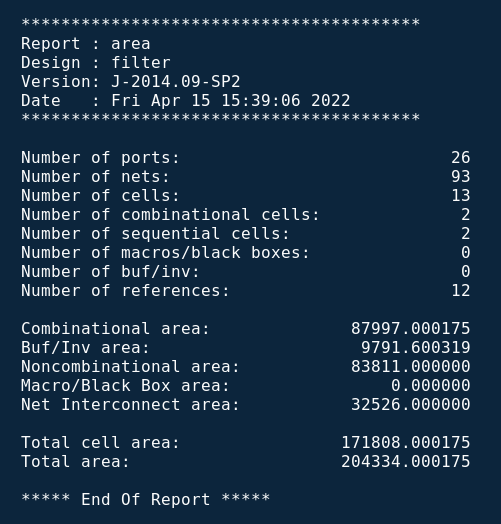 ****************************************
Report : area
Design : filter
Version: J-2014.09-SP2
Date   : Fri Apr 15 15:39:06 2022
****************************************

Number of ports:                           26
Number of nets:                            93
Number of cells:                           13
Number of combinational cells:              2
Number of sequential cells:                 2
Number of macros/black boxes:               0
Number of buf/inv:                          0
Number of references:                      12

Combinational area:              87997.000175
Buf/Inv area:                     9791.600319
Noncombinational area:           83811.000000
Macro/Black Box area:                0.000000
Net Interconnect area:           32526.000000

Total cell area:                171808.000175
Total area:                     204334.000175

***** End Of Report *****